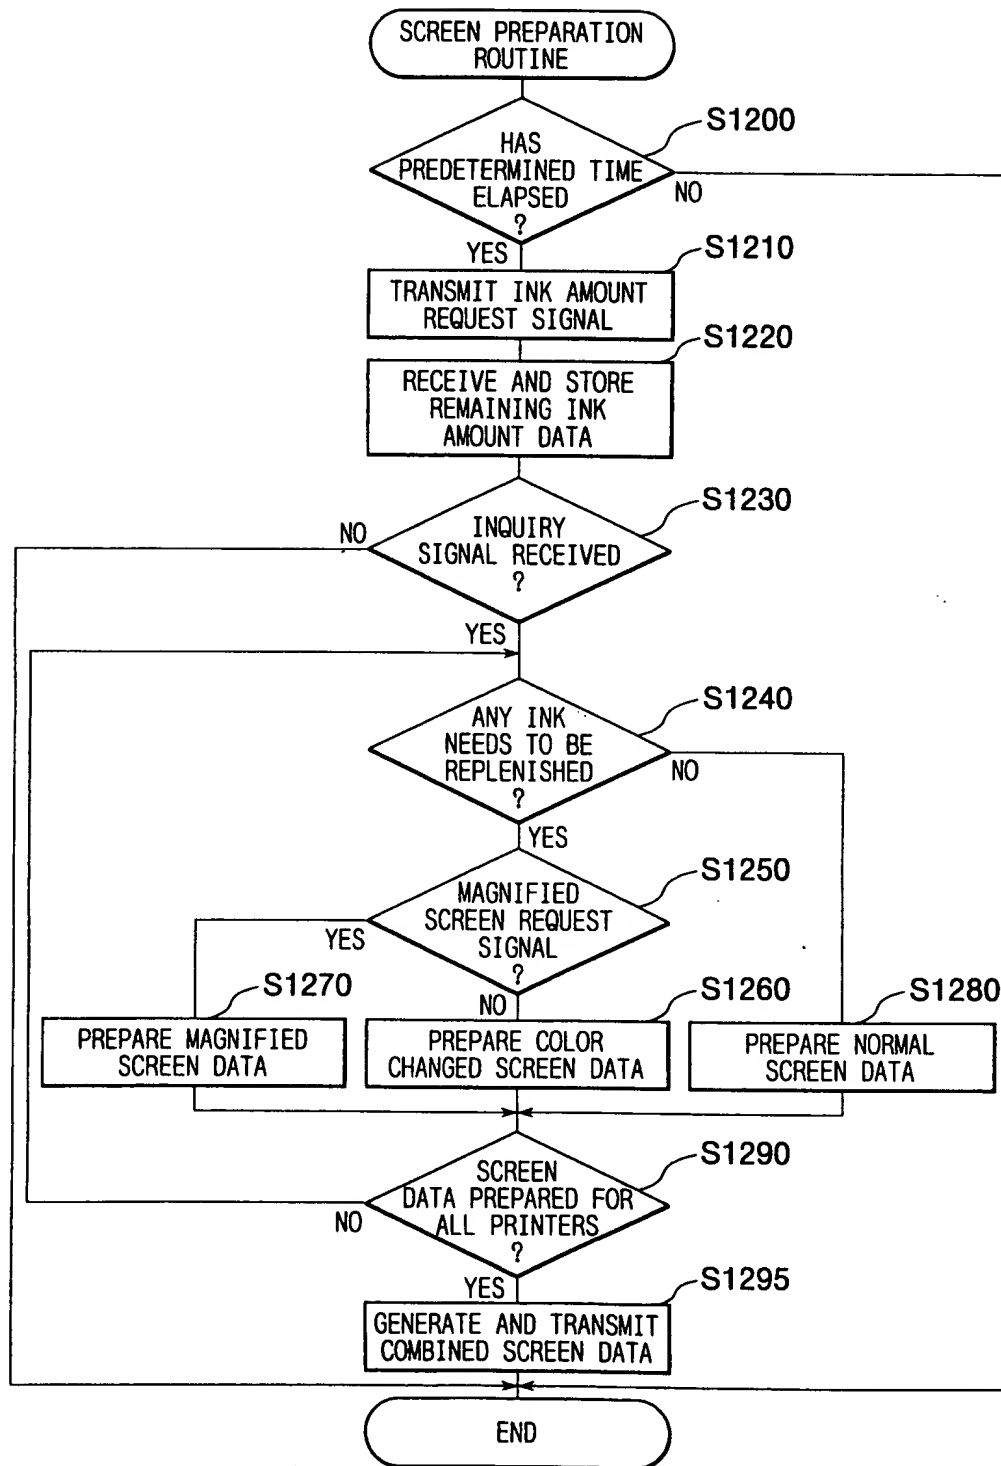 SCREEN PREPARATION
ROUTINE
S1200
HAS
PREDETERMINED TIME
ELAPSED
?
NO
YES
S1210
TRANSMIT INK AMOUNT
REQUEST SIGNAL
S1220
RECEIVE AND STORE
REMAINING INK
AMOUNT DATA
S1230
NO
INQUIRY
SIGNAL RECEIVED
?
YES
S1240
ANY INK
NEEDS TO BE
REPLENISHED
?
NO
YES
S1250
MAGNIFIED
SCREEN REQUEST
SIGNAL
?
YES
NO
S1270
S1260
S1280
PREPARE MAGNIFIED
SCREEN DATA
PREPARE COLOR
CHANGED SCREEN DATA
PREPARE NORMAL
SCREEN DATA
S1290
SCREEN
DATA PREPARED FOR
ALL PRINTERS
?
NO
YES
S1295
GENERATE AND TRANSMIT
COMBINED SCREEN DATA
END